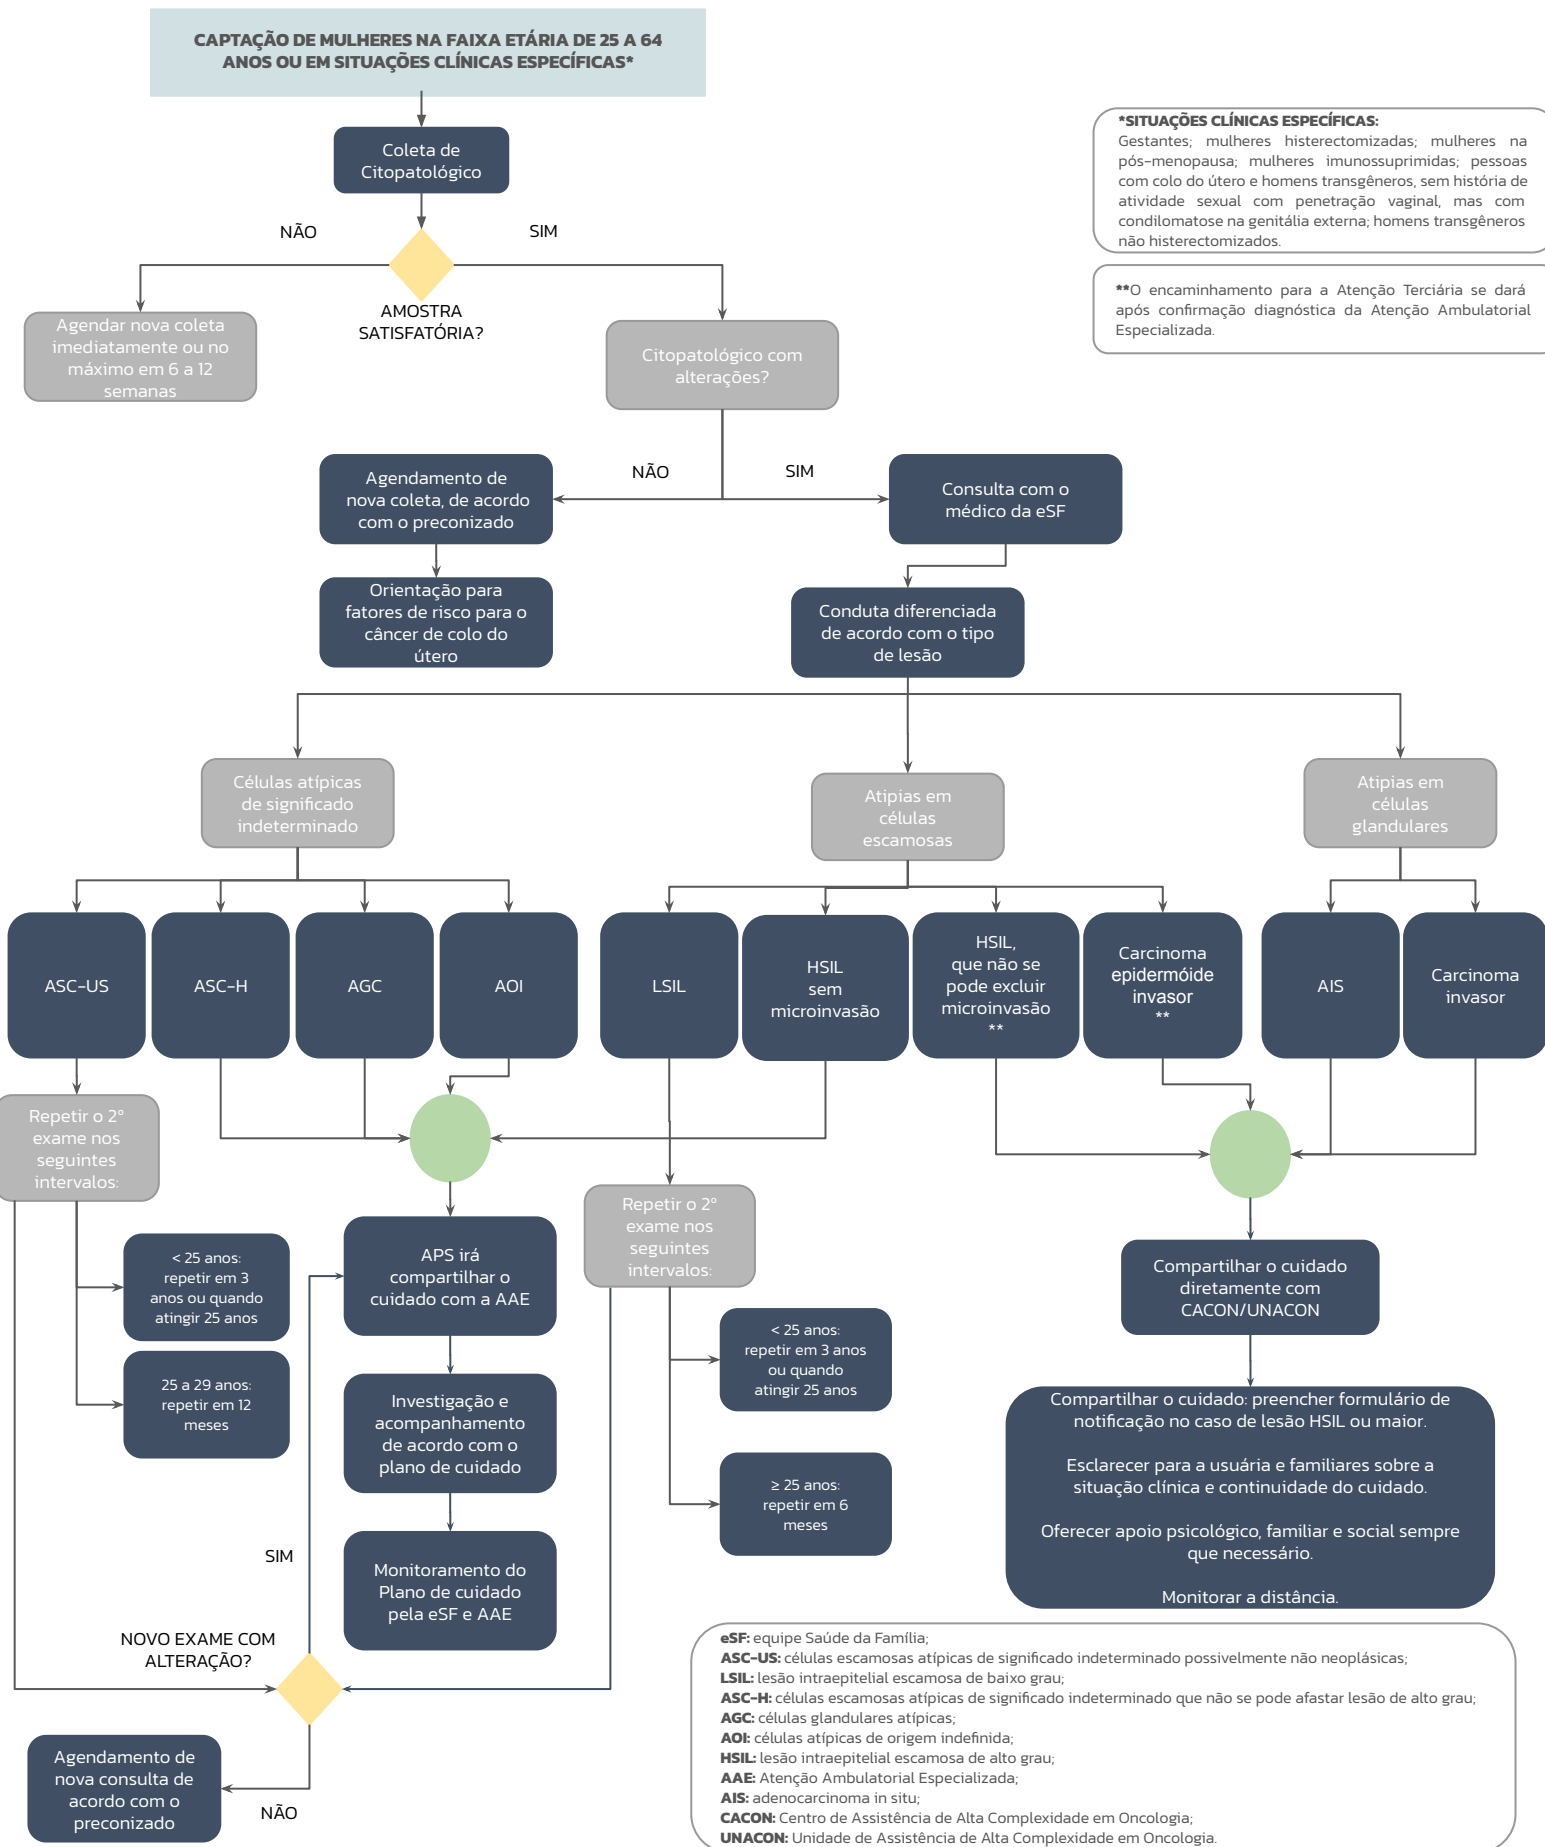 CAPTAÇÃO DE MULHERES NA FAIXA ETÁRIA DE 25 A 64
ANOS OU EM SITUAÇÕES CLÍNICAS ESPECÍFICAS*
*SITUAÇÕES CLÍNICAS ESPECÍFICAS:
Gestantes; mulheres histerectomizadas; mulheres na
pós-menopausa; mulheres imunossuprimidas; pessoas
com colo do útero e homens transgêneros, sem história de
atividade sexual com penetração vaginal, mas com
condilomatose na genitália externa; homens transgêneros
não histerectomizados.
**O encaminhamento para a Atenção Terciária se dará
após confirmação diagnóstica da Atenção Ambulatorial
Especializada.
Coleta de
Citopatológico
NÃO
SIM
AMOSTRA
SATISFATÓRIA?
Agendar nova coleta
imediatamente ou no
máximo em 6 a 12
semanas
Citopatológico com
alterações?
NÃO
SIM
Agendamento de
nova coleta, de acordo
com o preconizado
Consulta com o
médico da eSF
Orientação para
fatores de risco para o
câncer de colo do
útero
Conduta diferenciada
de acordo com o tipo
de lesão
Células atípicas
de significado
indeterminado
Atipias em
células
escamosas
Atipias em
células
glandulares
ASC-US
ASC-H
AGC
AOI
LSIL
HSIL
sem
microinvasão
HSIL,
que não se
pode excluir
microinvasão
**
Carcinoma
epidermóide
invasor
**
AIS
Carcinoma
invasor
Repetir o 2º
exame nos
seguintes
intervalos:
< 25 anos:
repetir em 3
anos ou quando
atingir 25 anos
25 a 29 anos:
repetir em 12
meses
APS irá
compartilhar o
cuidado com a AAE
Investigação e
acompanhamento
de acordo com o
plano de cuidado
Monitoramento do
Plano de cuidado
pela eSF e AAE
Repetir o 2º
exame nos
seguintes
intervalos:
< 25 anos:
repetir em 3 anos
ou quando
atingir 25 anos
≥ 25 anos:
repetir em 6
meses
Compartilhar o cuidado
diretamente com
CACON/UNACON
Compartilhar o cuidado: preencher formulário de
notificação no caso de lesão HSIL ou maior.
Esclarecer para a usuária e familiares sobre a
situação clínica e continuidade do cuidado.
Oferecer apoio psicológico, familiar e social sempre
que necessário.
Monitorar a distância.
SIM
NOVO EXAME COM
ALTERAÇÃO?
NÃO
Agendamento de
nova consulta de
acordo com o
preconizado
eSF: equipe Saúde da Família;
ASC-US: células escamosas atípicas de significado indeterminado possivelmente não neoplásicas;
LSIL: lesão intraepitelial escamosa de baixo grau;
ASC-H: células escamosas atípicas de significado indeterminado que não se pode afastar lesão de alto grau;
AGC: células glandulares atípicas;
AOI: células atípicas de origem indefinida;
HSIL: lesão intraepitelial escamosa de alto grau;
AAE: Atenção Ambulatorial Especializada;
AIS: adenocarcinoma in situ;
CACON: Centro de Assistência de Alta Complexidade em Oncologia;
UNACON: Unidade de Assistência de Alta Complexidade em Oncologia.